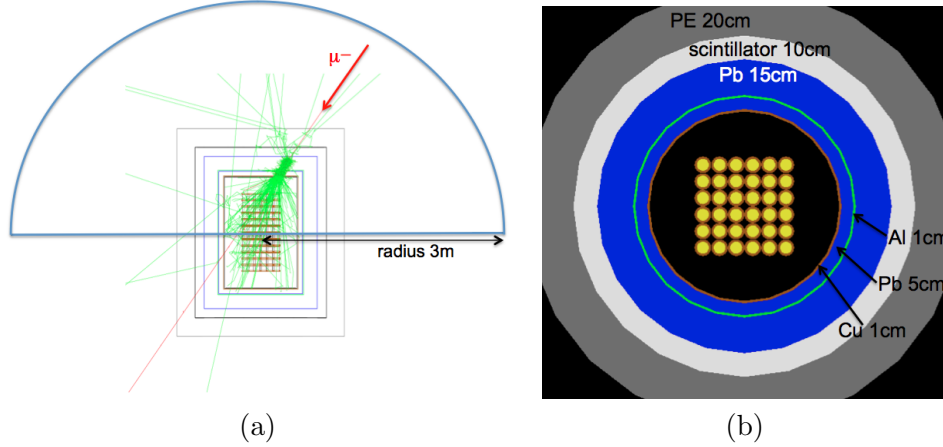 μ⁻
radius 3m
(a)
PE 20cm
scintillator 10cm
Pb 15cm
Al 1cm
Pb 5cm
Cu 1cm
(b)